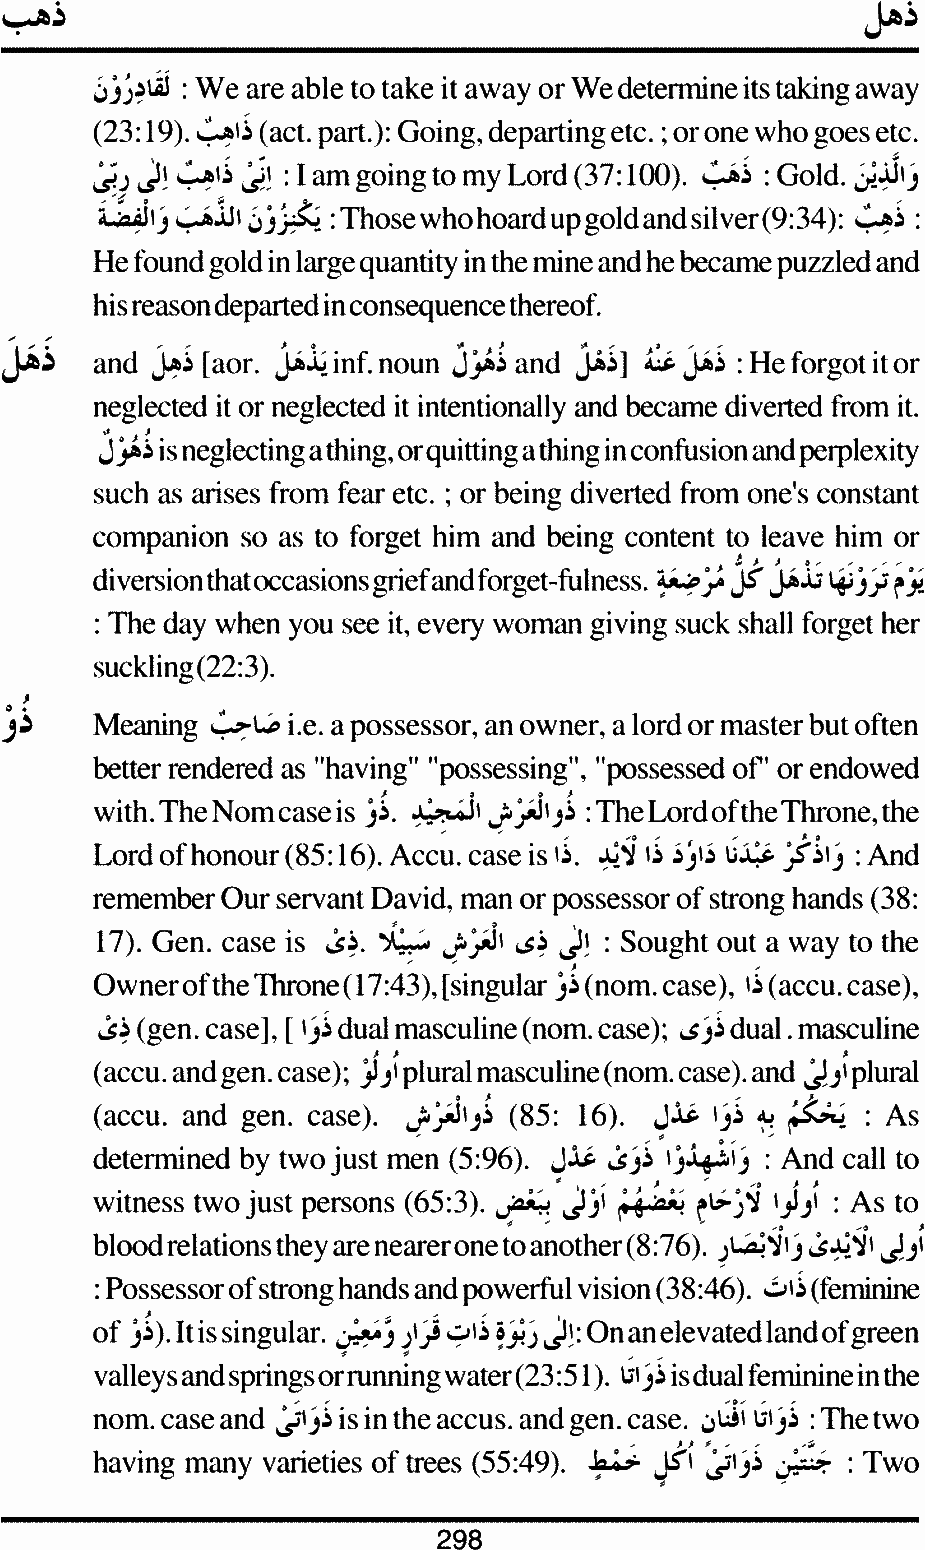 ذهب ذهل
لَقَادِرُوْنَ : We are able to take it away or We determine its taking away
(23:19). ذَاهِبٌ (act. part.): Going, departing etc. ; or one who goes etc.
اِنِّىْ ذَاهِبٌ اِلٰى رَبِّىْ : I am going to my Lord (37:100). ذَهَبٌ : Gold. وَالَّذِيْنَ
يَكْنِزُوْنَ الذَّهَبَ وَالْفِضَّةَ : Those who hoard up gold and silver (9:34): ذَهِبٌ :
He found gold in large quantity in the mine and he became puzzled and
his reason departed in consequence thereof.
ذَهَلَ and ذَهِلَ [aor. يَذْهَلُ inf. noun ذُهُوْلٌ and ذَهْلٌ] ذَهَلَ عَنْهُ : He forgot it or
neglected it or neglected it intentionally and became diverted from it.
ذُهُوْلٌ is neglecting a thing, or quitting a thing in confusion and perplexity
such as arises from fear etc. ; or being diverted from one's constant
companion so as to forget him and being content to leave him or
diversion that occasions grief and forget-fulness. يَوْمَ تَرَوْنَهَا تَذْهَلُ كُلُّ مُرْضِعَةٍ
: The day when you see it, every woman giving suck shall forget her
suckling (22:3).
ذُوْ Meaning صَاحِبٌ i.e. a possessor, an owner, a lord or master but often
better rendered as "having" "possessing", "possessed of" or endowed
with. The Nom case is ذُوْ. ذُوالْعَرْشِ الْمَجِيْدِ : The Lord of the Throne, the
Lord of honour (85:16). Accu. case is ذَا. وَاذْكُرْ عَبْدَنَا دَاوٗدَ ذَا الْاَيْدِ : And
remember Our servant David, man or possessor of strong hands (38:
17). Gen. case is ذِىْ. اِلٰى ذِى الْعَرْشِ سَبِيْلًا : Sought out a way to the
Owner of the Throne (17:43), [singular ذُوْ (nom. case), ذَا (accu. case),
ذِىْ (gen. case], [ ذَوَا dual masculine (nom. case); ذَوَى dual . masculine
(accu. and gen. case); اُولُوْ plural masculine (nom. case). and اُولِىْ plural
(accu. and gen. case). ذُوالْعَرْشِ (85: 16). يَحْكُمُ بِهٖ ذَوَا عَدْلٍ : As
determined by two just men (5:96). وَاَشْهِدُوْا ذَوَىْ عَدْلٍ : And call to
witness two just persons (65:3). اُولُوا الْاَرْحَامِ بَعْضُهُمْ اَوْلٰى بِبَعْضٍ : As to
blood relations they are nearer one to another (8:76). اُولِى الْاَيْدِىْ وَالْاَبْصَارِ
: Possessor of strong hands and powerful vision (38:46). ذَاتَ (feminine
of ذُوْ). It is singular. اِلٰى رَبْوَةٍ ذَاتِ قَرَارٍ وَّمَعِيْنٍ: On an elevated land of green
valleys and springs or running water (23:51). ذَوَاتَا is dual feminine in the
nom. case and ذَوَاتَىْ is in the accus. and gen. case. ذَوَاتَا اَفْنَانٍ : The two
having many varieties of trees (55:49). جَنَّتَيْنِ ذَوَاتَىْ اُكُلٍ خَمْطٍ : Two
298